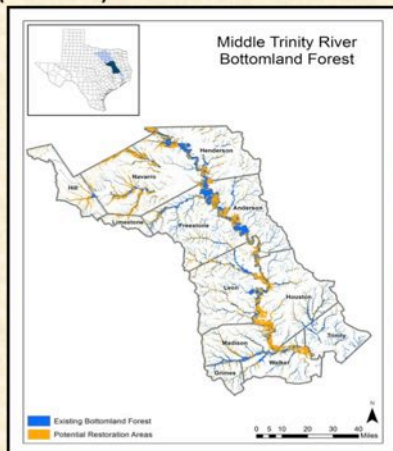 Middle Trinity River
Bottomland Forest
Henderson
Navarro
Hill
Limestone
Anderson
Freestone
Leon
Houston
Trinity
Madison
Walker
Grimes
Existing Bottomland Forest
Potential Restoration Areas
N
0 5 10 20 30 40
Miles